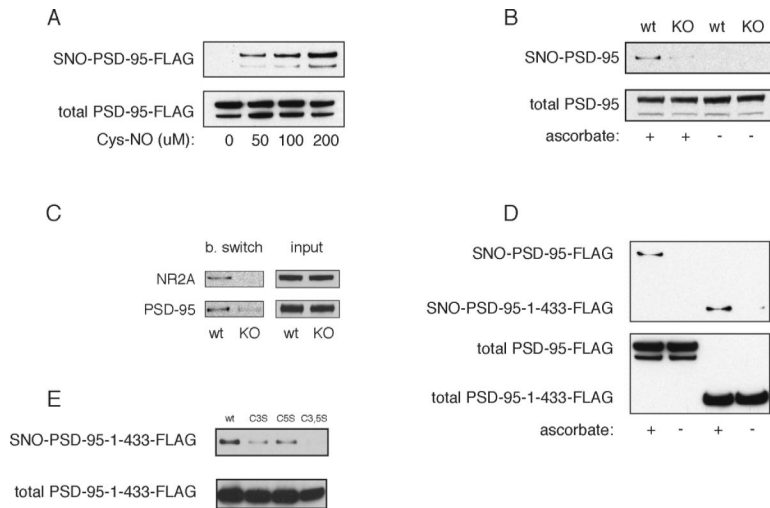 A
SNO-PSD-95-FLAG
total PSD-95-FLAG
Cys-NO (uM): 0 50 100 200
B
wt KO wt KO
SNO-PSD-95
total PSD-95
ascorbate: + + - -
C
b. switch input
NR2A
PSD-95
wt KO wt KO
D
SNO-PSD-95-FLAG
SNO-PSD-95-1-433-FLAG
total PSD-95-FLAG
total PSD-95-1-433-FLAG
ascorbate: + - + -
E
wt C3S C5S C3,5S
SNO-PSD-95-1-433-FLAG
total PSD-95-1-433-FLAG